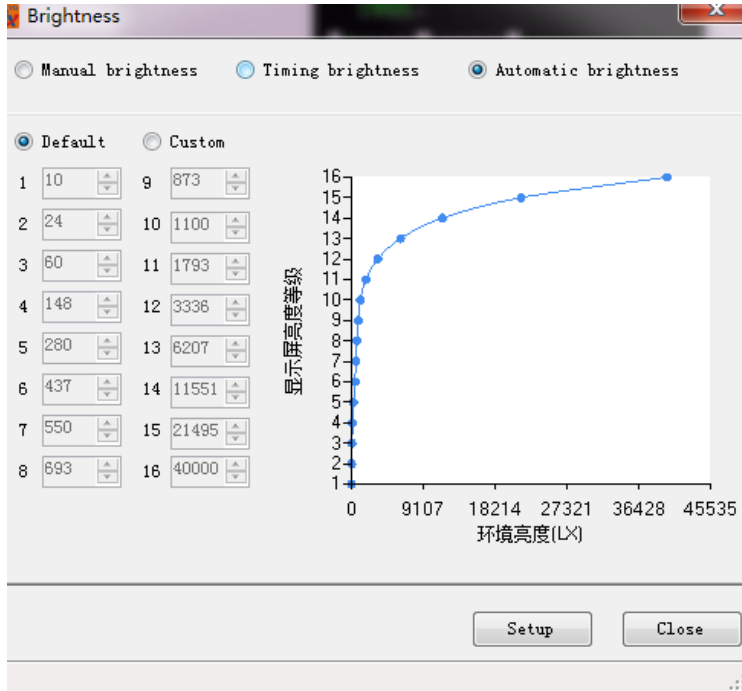 Brightness
Manual brightness Timing brightness Automatic brightness
Default Custom
1 10 9 873
2 24 10 1100
3 60 11 1793
4 148 12 3336
5 280 13 6207
6 437 14 11551
7 550 15 21495
8 693 16 40000
显示屏亮度等级
16
15
14
13
12
11
10
9
8
7
6
5
4
3
2
1
0 9107 18214 27321 36428 45535
环境亮度(LX)
Setup Close